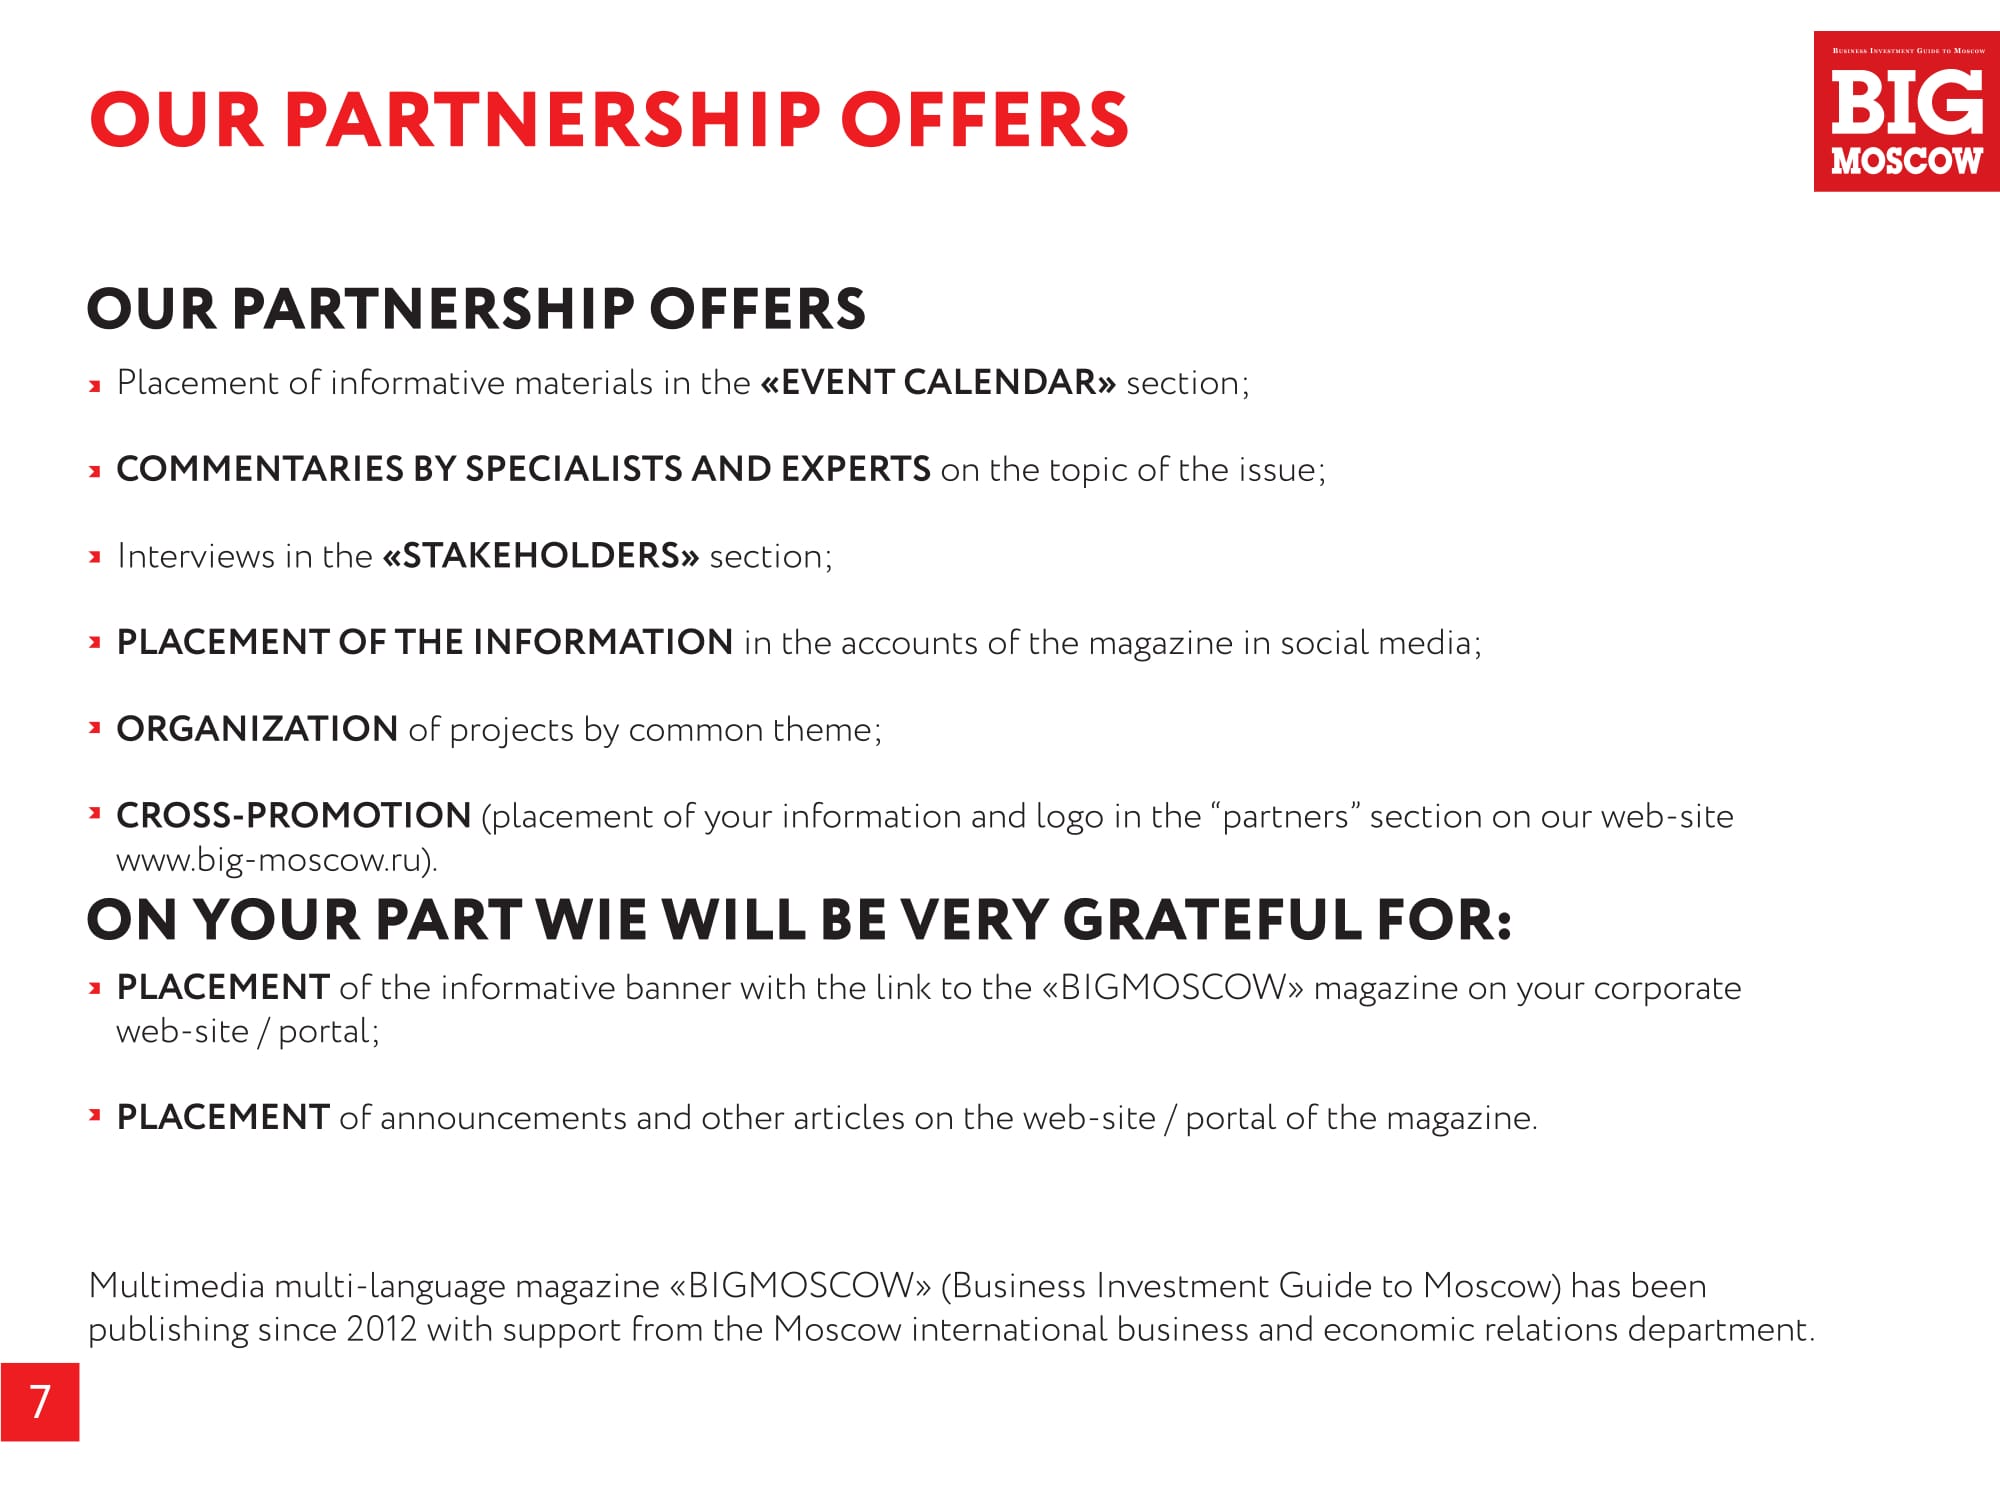 BUSINESS INVESTMENT GUIDE TO MOSCOW
BIG
MOSCOW
OUR PARTNERSHIP OFFERS
OUR PARTNERSHIP OFFERS
Placement of informative materials in the «EVENT CALENDAR» section;
COMMENTARIES BY SPECIALISTS AND EXPERTS on the topic of the issue;
Interviews in the «STAKEHOLDERS» section;
PLACEMENT OF THE INFORMATION in the accounts of the magazine in social media;
ORGANIZATION of projects by common theme;
CROSS-PROMOTION (placement of your information and logo in the “partners” section on our web-site
www.big-moscow.ru).
ON YOUR PART WIE WILL BE VERY GRATEFUL FOR:
PLACEMENT of the informative banner with the link to the «BIGMOSCOW» magazine on your corporate
web-site / portal;
PLACEMENT of announcements and other articles on the web-site / portal of the magazine.
Multimedia multi-language magazine «BIGMOSCOW» (Business Investment Guide to Moscow) has been
publishing since 2012 with support from the Moscow international business and economic relations department.
7